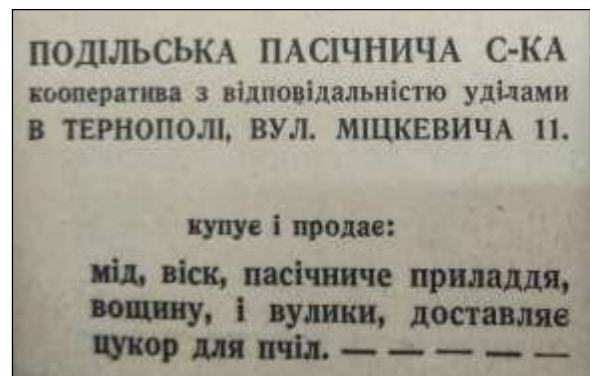 ПОДІЛЬСЬКА ПАСІЧНИЧА С-КА
кооператива з відповідальністю уділами
В ТЕРНОПОЛІ, ВУЛ. МІЦКЕВИЧА 11.
купує і продає:
мід, віск, пасічниче приладдя,
вощину, і вулики, доставляє
цукор для пчіл. — — — — —